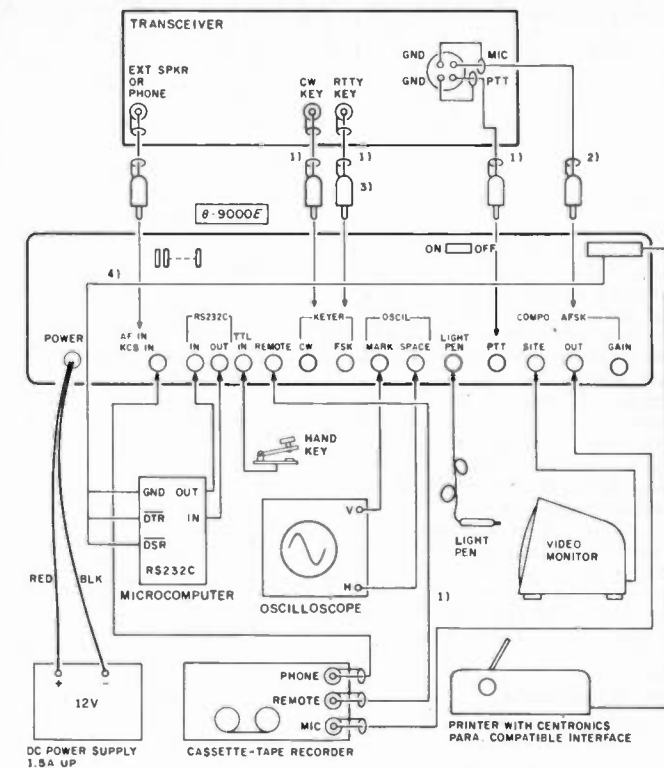 TRANSCEIVER
EXT SPKR
OR
PHONE
CW
KEY
RTTY
KEY
GND
MIC
GND
PTT
1)
1)
1)
2)
3)
θ-9000E
ON
OFF
4)
POWER
AF IN
KCS IN
RS232C
IN
OUT
TTL
IN
REMOTE
KEYER
CW
FSK
OSCIL
MARK
SPACE
LIGHT
PEN
PTT
COMPO
SITE
AFSK
OUT
GAIN
HAND
KEY
GND
OUT
DTR
IN
DSR
RS232C
MICROCOMPUTER
V
H
OSCILLOSCOPE
LIGHT
PEN
VIDEO
MONITOR
1)
RED
BLK
+
-
12V
DC POWER SUPPLY
1.5A UP
PHONE
REMOTE
MIC
CASSETTE-TAPE RECORDER
PRINTER WITH CENTRONICS
PARA. COMPATIBLE INTERFACE